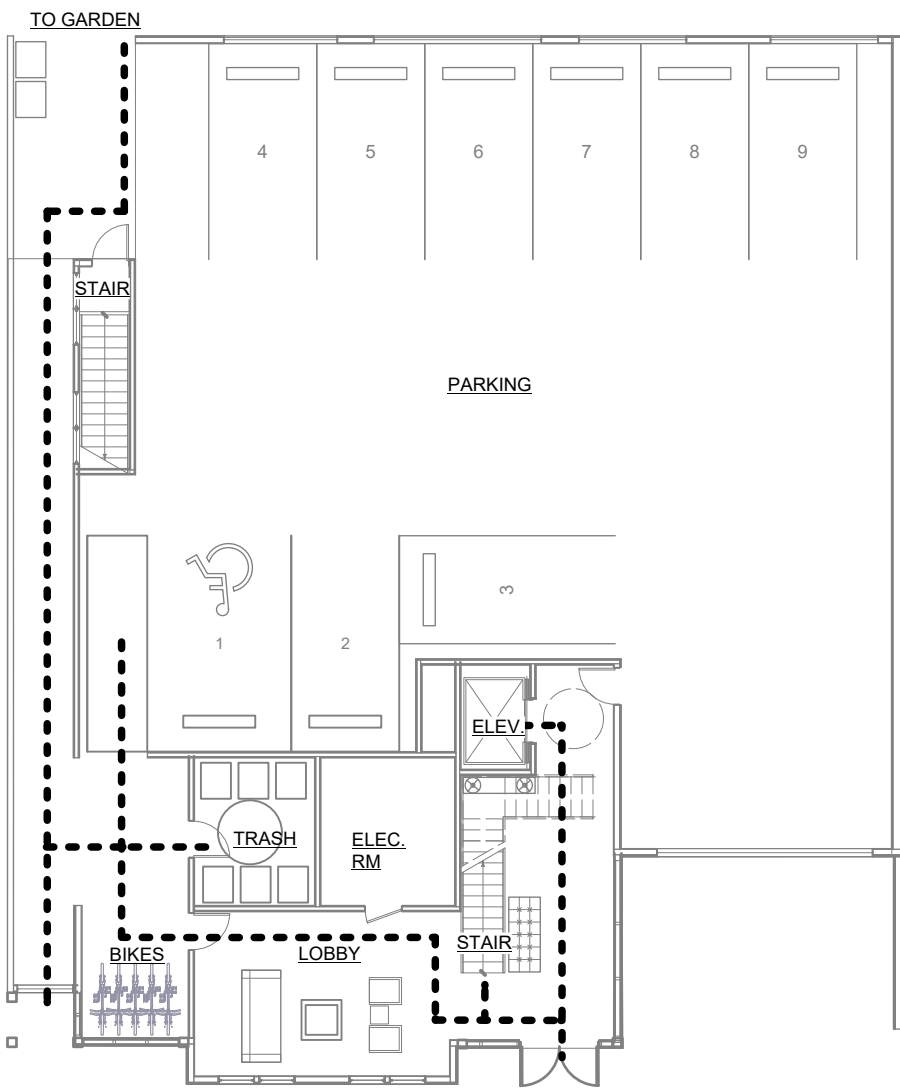 TO GARDEN
4
5
6
7
8
9
STAIR
PARKING
3
1
2
ELEV.
TRASH
ELEC.
RM
STAIR
BIKES
LOBBY